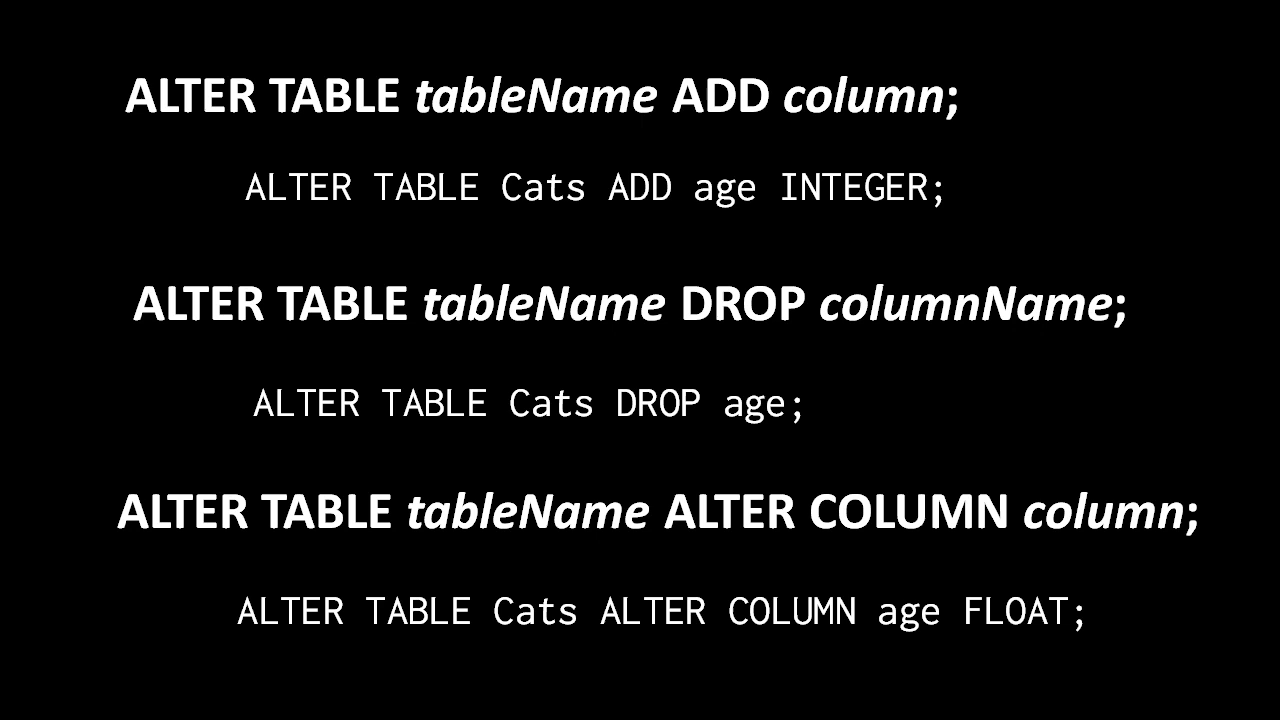 ALTER TABLE tableName ADD column;
ALTER TABLE Cats ADD age INTEGER;
ALTER TABLE tableName DROP columnName;
ALTER TABLE Cats DROP age;
ALTER TABLE tableName ALTER COLUMN column;
ALTER TABLE Cats ALTER COLUMN age FLOAT;